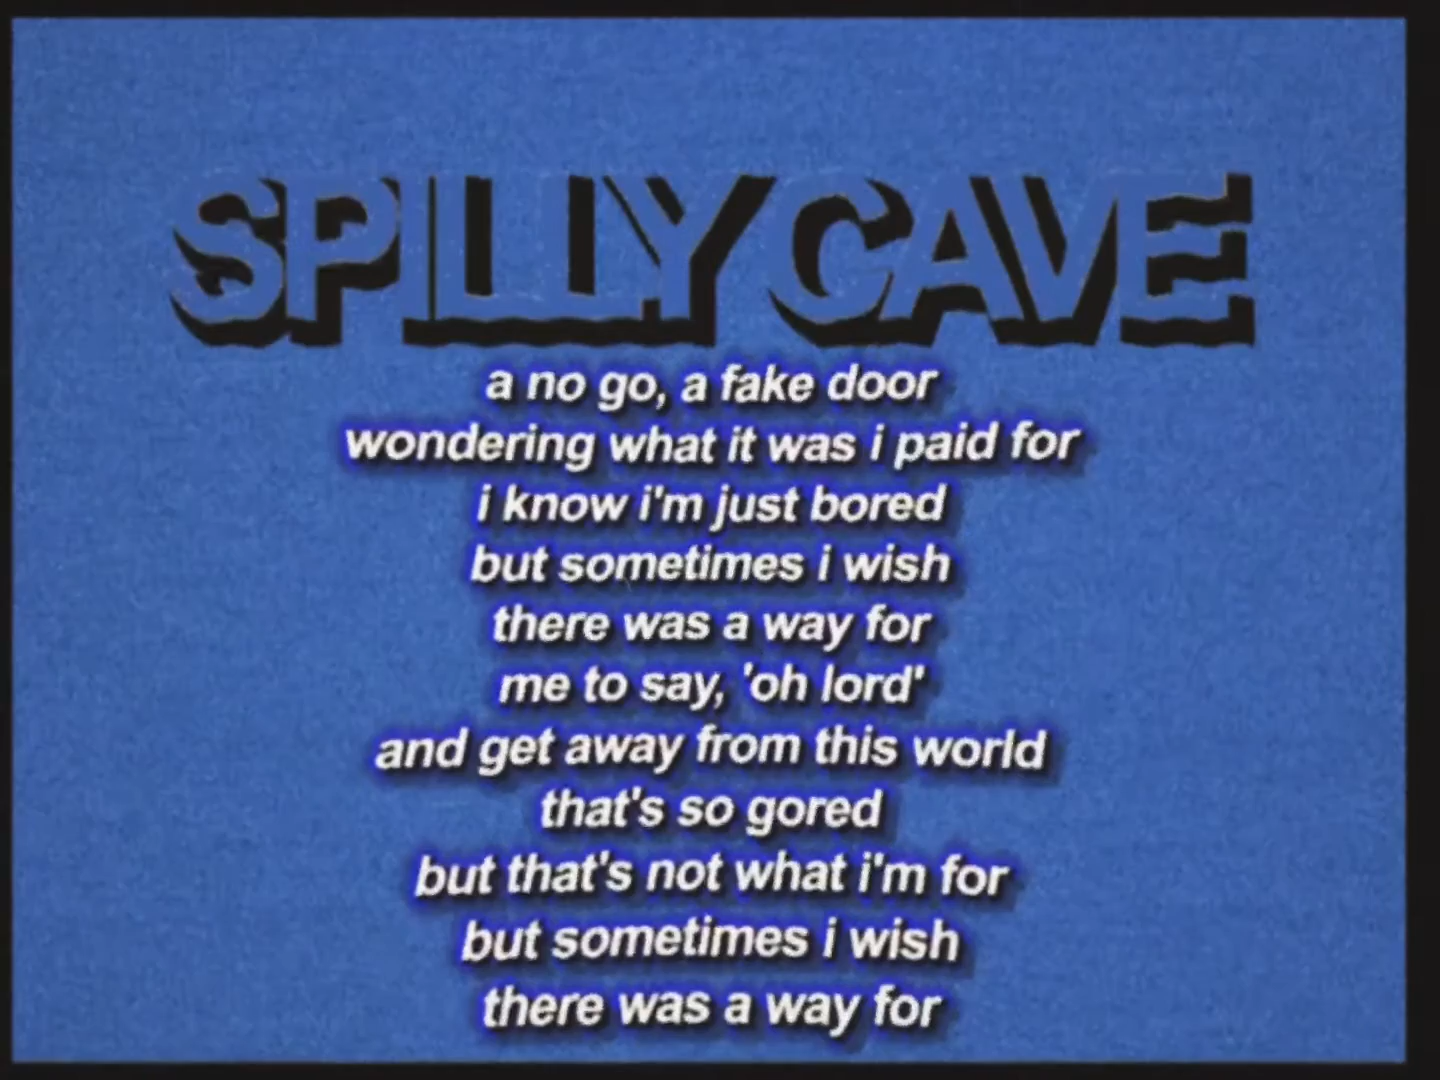 SPILLY CAVE
a no go, a fake door
wondering what it was i paid for
i know i'm just bored
but sometimes i wish
there was a way for
me to say, 'oh lord'
and get away from this world
that's so gored
but that's not what i'm for
but sometimes i wish
there was a way for